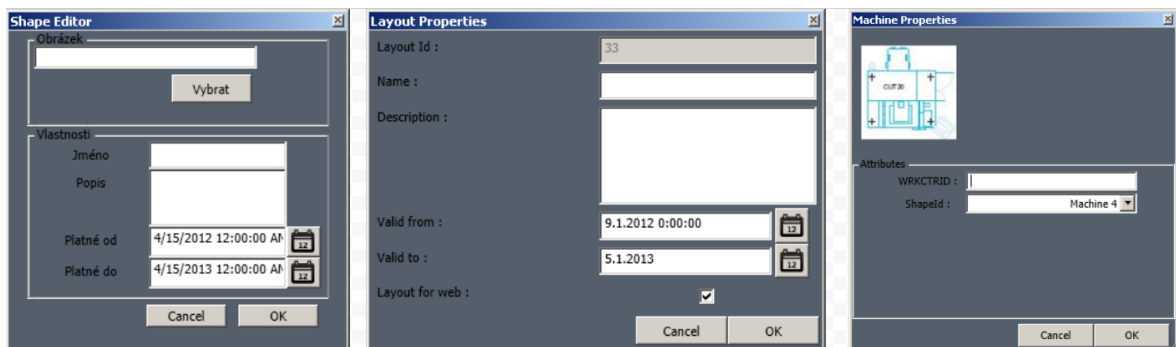 Shape Editor
Obrázek
Vybrat
Vlastnosti
Jméno
Popis
Platné od
4/15/2012 12:00:00 AM
Platné do
4/15/2013 12:00:00 AM
Cancel OK
Layout Properties
Layout Id : 33
Name :
Description :
Valid from : 9.1.2012 0:00:00
Valid to : 5.1.2013
Layout for web :
Cancel OK
Machine Properties
CUT20
Attributes
WRKCTRID :
ShapeId : Machine 4
Cancel OK